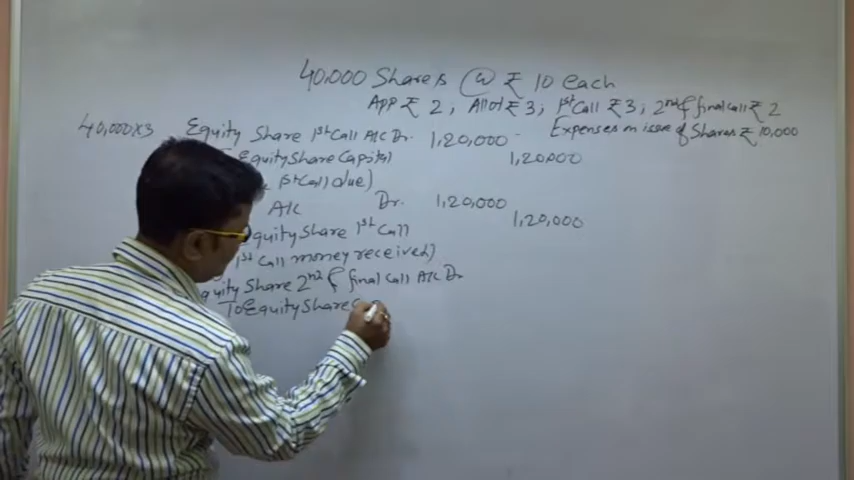 40,000 Shares @ ₹ 10 each
App ₹ 2, Allot ₹ 3, 1st Call ₹ 3, 2nd & final call ₹ 2
Expenses on issue of Shares ₹ 10,000
40,000x3 Equity Share 1st Call A/c Dr. 1,20,000
Equity Share Capital 1,20,000
1st Call due)
A/c Dr. 1,20,000
Equity Share 1st Call 1,20,000
1st Call money received)
Equity Share 2nd & final Call A/c Dr
To Equity Share